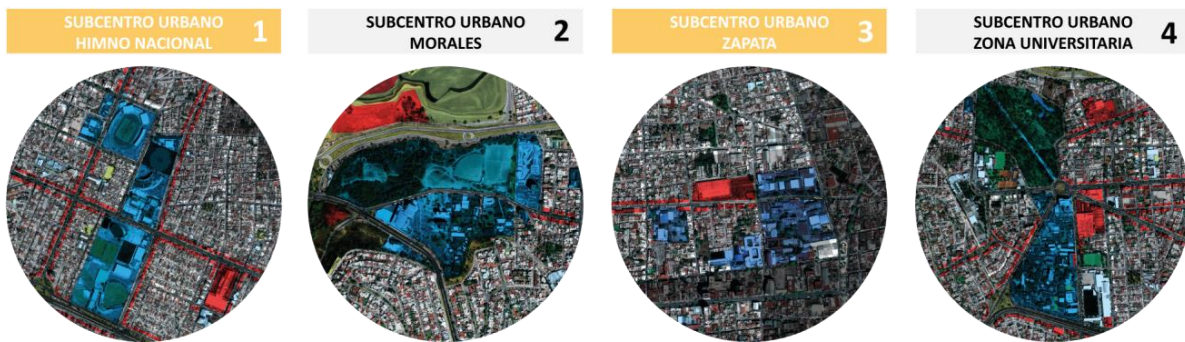 SUBCENTRO URBANO
HIMNO NACIONAL
1
SUBCENTRO URBANO
MORALES
2
SUBCENTRO URBANO
ZAPATA
3
SUBCENTRO URBANO
ZONA UNIVERSITARIA
4